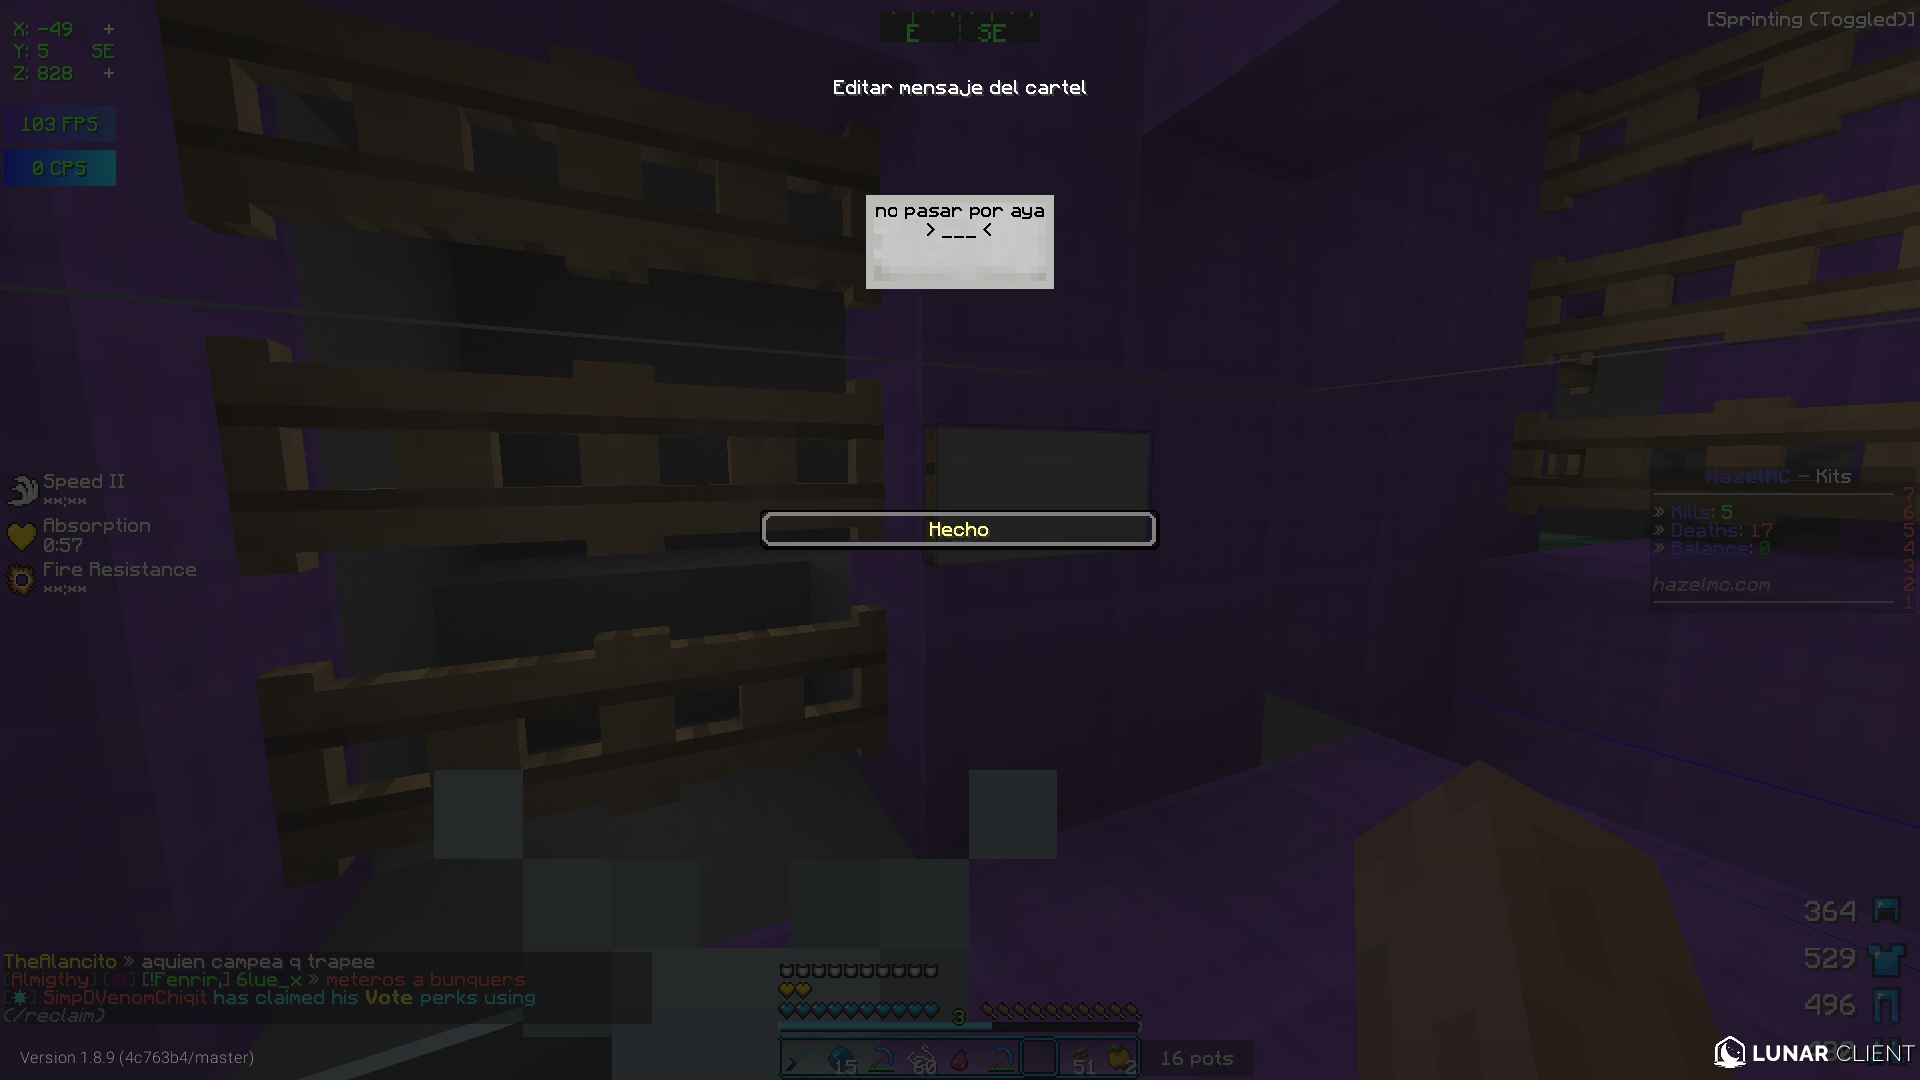 X: -49 +
Y: 5 SE
Z: 828 +
E SE
[Sprinting (Toggled)]
Editar mensaje del cartel
103 FPS
0 CPS
no pasar por aya
> ___ <
Speed II
**:**
Absorption
0:57
Fire Resistance
**:**
Hecho
HazelMC - Kits
7
» Kills: 5 6
» Deaths: 17 5
» Balance: 0 4
3
hazelmc.com 2
1
TheAlancito » aquien campea q trapee
[Almigthy] [] [!Fenrir¡] 6lue_x » meteros a bunquers
[✷] SimpDVenomChiqit has claimed his Vote perks using
(/reclaim)
3
15 60 51 2
16 pots
364
529
496
Version 1.8.9 (4c763b4/master)
LUNAR CLIENT